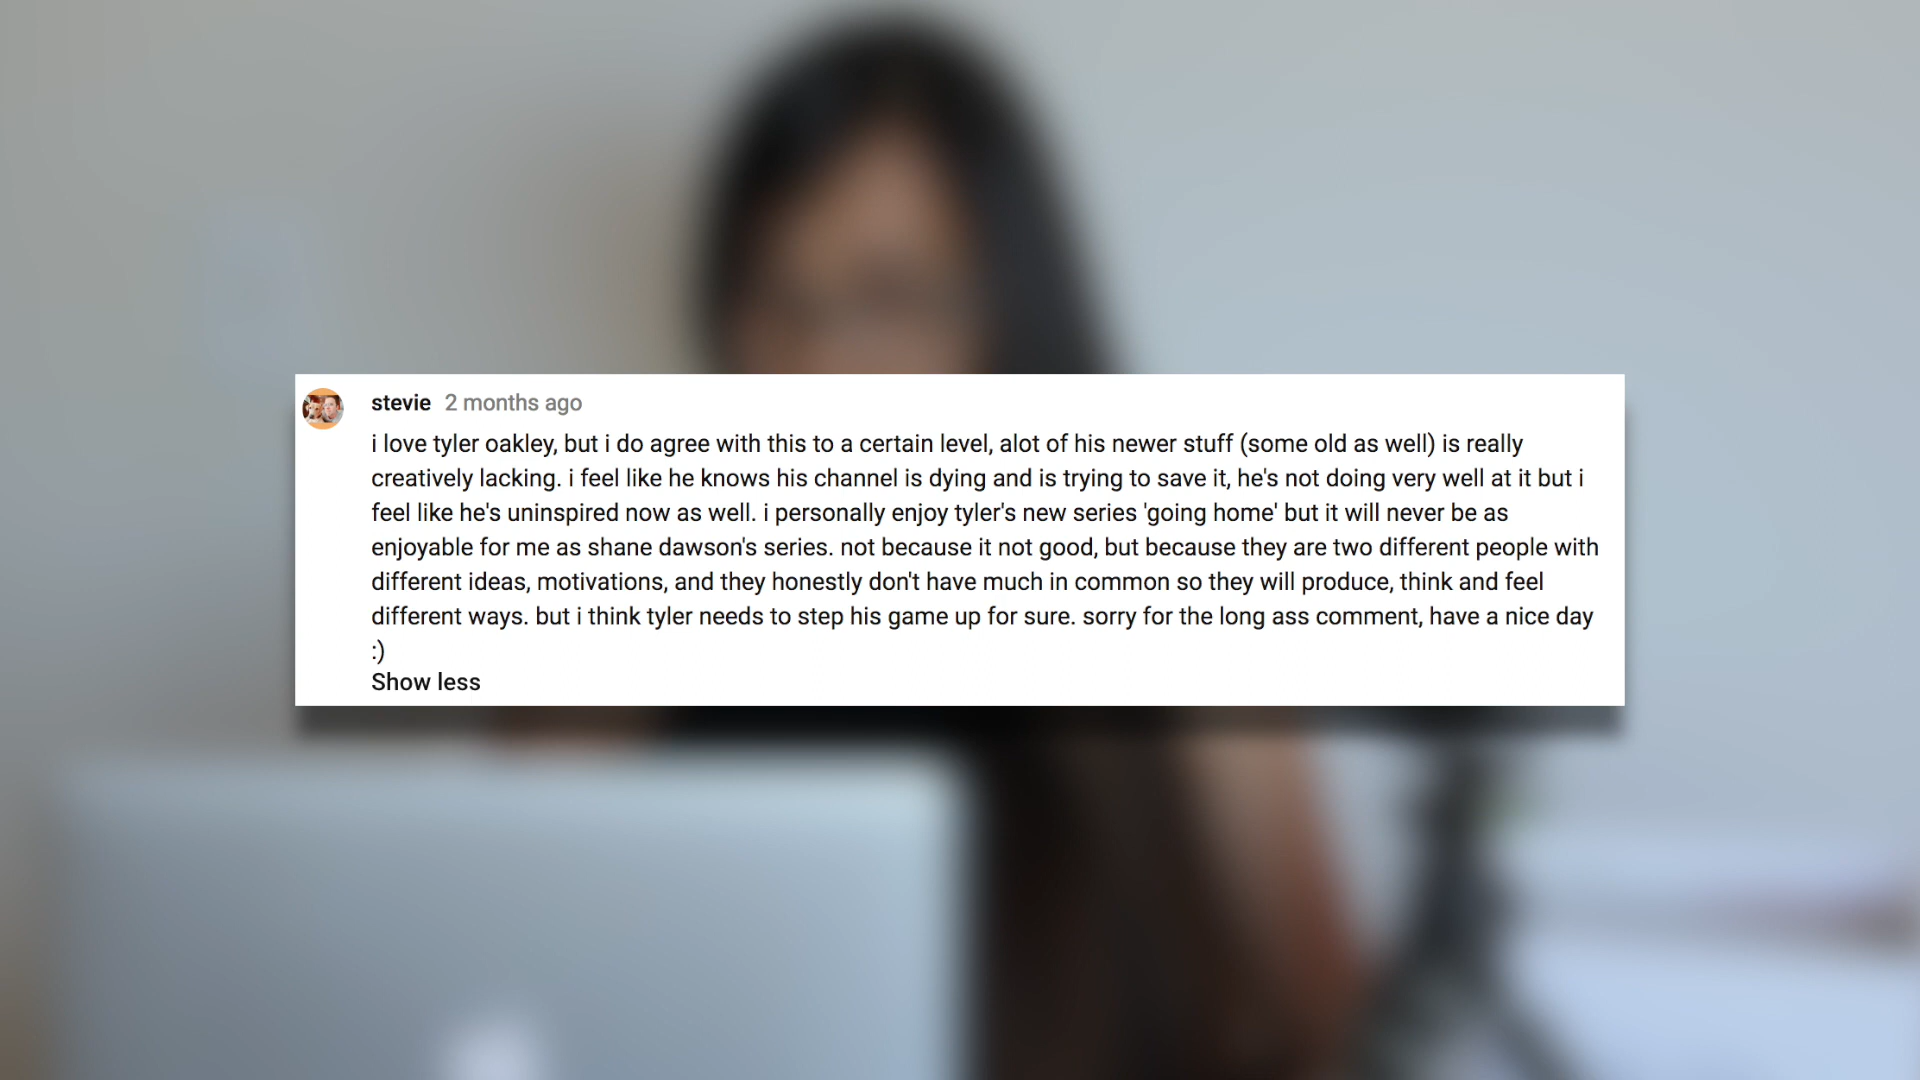 stevie 2 months ago
i love tyler oakley, but i do agree with this to a certain level, alot of his newer stuff (some old as well) is really
creatively lacking. i feel like he knows his channel is dying and is trying to save it, he's not doing very well at it but i
feel like he's uninspired now as well. i personally enjoy tyler's new series 'going home' but it will never be as
enjoyable for me as shane dawson's series. not because it not good, but because they are two different people with
different ideas, motivations, and they honestly don't have much in common so they will produce, think and feel
different ways. but i think tyler needs to step his game up for sure. sorry for the long ass comment, have a nice day
:)
Show less